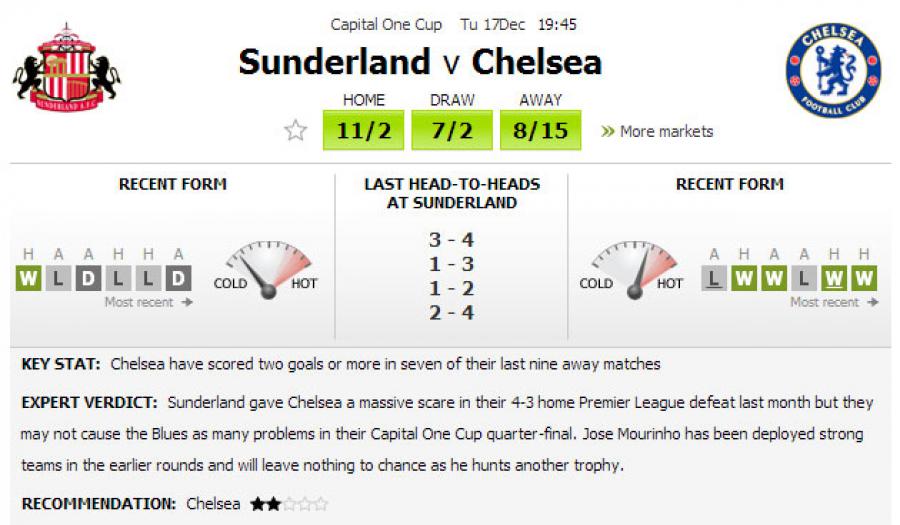 Capital One Cup Tu 17Dec 19:45
Sunderland v Chelsea
HOME DRAW AWAY
11/2 7/2 8/15 More markets
SUNDERLAND A.F.C
CHELSEA
FOOTBALL CLUB
RECENT FORM
H A A H H A
W L D L L D
Most recent
COLD HOT
LAST HEAD-TO-HEADS
AT SUNDERLAND
3 - 4
1 - 3
1 - 2
2 - 4
RECENT FORM
COLD HOT
A H A A H H
L W W L W W
Most recent
KEY STAT: Chelsea have scored two goals or more in seven of their last nine away matches
EXPERT VERDICT: Sunderland gave Chelsea a massive scare in their 4-3 home Premier League defeat last month but they
may not cause the Blues as many problems in their Capital One Cup quarter-final. Jose Mourinho has been deployed strong
teams in the earlier rounds and will leave nothing to chance as he hunts another trophy.
RECOMMENDATION: Chelsea